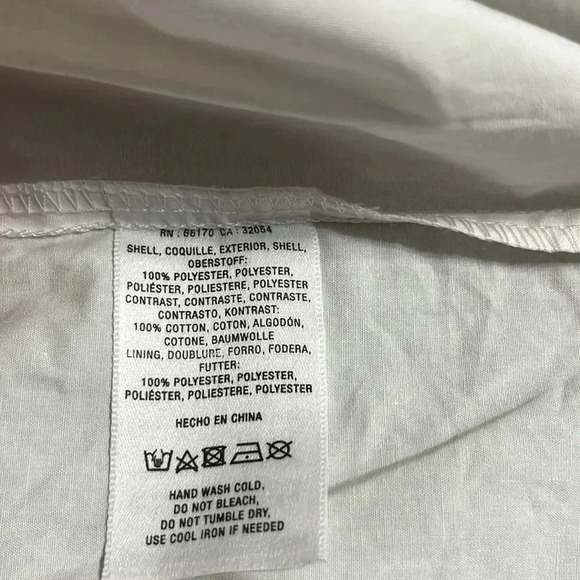 RN : 66170 CA : 32654
SHELL, COQUILLE, EXTERIOR, SHELL,
OBERSTOFF:
100% POLYESTER, POLYESTER,
POLIÉSTER, POLIESTERE, POLYESTER
CONTRAST, CONTRASTE, CONTRASTE,
CONTRASTO, KONTRAST:
100% COTTON, COTON, ALGODÓN,
COTONE, BAUMWOLLE
LINING, DOUBLURE, FORRO, FODERA,
FUTTER:
100% POLYESTER, POLYESTER,
POLIÉSTER, POLIESTERE, POLYESTER
HECHO EN CHINA
HAND WASH COLD,
DO NOT BLEACH,
DO NOT TUMBLE DRY,
USE COOL IRON IF NEEDED